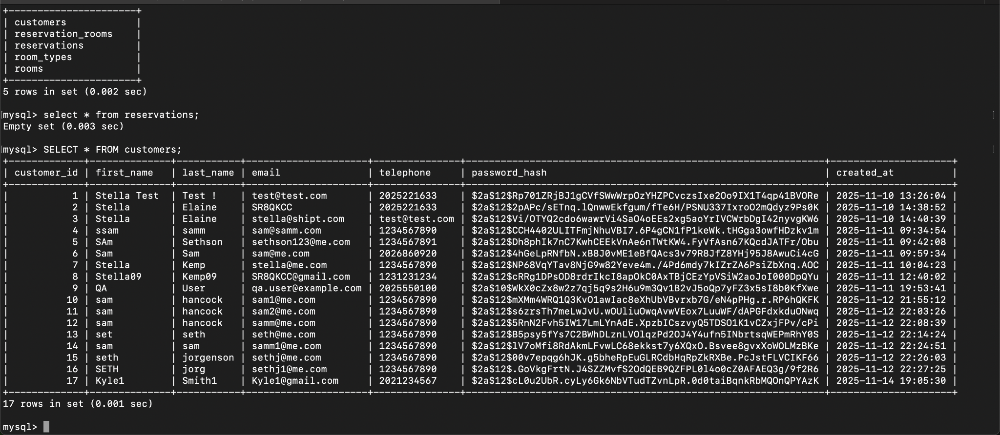 +----------------------+
| customers            |
| reservation_rooms    |
| reservations         |
| room_types           |
| rooms                |
+----------------------+
5 rows in set (0.002 sec)
[mysql> select * from reservations; ]
Empty set (0.003 sec)
[mysql> SELECT * FROM customers; ]
+-------------+-------------+-----------+---------------------+---------------+--------------------------------------------------------------+---------------------+
| customer_id | first_name | last_name | email | telephone | password_hash | created_at |
+-------------+-------------+-----------+---------------------+---------------+--------------------------------------------------------------+---------------------+
| 1 | Stella Test | Test ! | test@test.com | 2025221633 | $2a$12$Rp701ZRjBJ1gCVfSWwWrpOzYHZPCvczsIxe2Oo9IX1T4qp41BVORe | 2025-11-10 13:26:04 |
| 2 | Stella | Elaine | SR8QKCC | 2025221633 | $2a$12$2pAPc/sETnq.lQnwwEkfgum/fTe6H/PSNU337IxroO2mQdyz9Ps0K | 2025-11-10 14:38:52 |
| 3 | Stella | Elaine | stella@shipt.com | test@test.com | $2a$12$Vi/OTYQ2cdo6wawrVi4SaO4oEEs2xg5aoYrIVCWrbDgI42nyvgKW6 | 2025-11-10 14:40:39 |
| 4 | ssam | samm | sam@samm.com | 1234567890 | $2a$12$CCH4402ULITFmjNhuVBI7.6P4gCN1fP1keWk.tHGga3owfHDzkv1m | 2025-11-11 09:34:54 |
| 5 | SAm | Sethson | sethson123@me.com | 1234567891 | $2a$12$Dh8phIk7nC7KwhCEEkVnAe6nTWtKW4.FyVfAsn67KQcdJATFr/Obu | 2025-11-11 09:42:08 |
| 6 | Sam | Sam | sam@me.com | 2026860920 | $2a$12$4hGeLpRNfbN.xB8J0vME1eBfQAcs3v79R8JfZ8YHj95J8AwuCi4cG | 2025-11-11 09:59:34 |
| 7 | Stella | Kemp | stella@me.com | 1234567890 | $2a$12$NP68VqYTav8NjG9w82Yeve4m./4Pd6mdy7kIZrZA6PsiZbXnq.AOC | 2025-11-11 10:04:23 |
| 8 | Stella09 | Kemp09 | SR8QKCC@gmail.com | 1231231234 | $2a$12$cRRg1DPsOD8rdrIkcI8apOkC0AxTBjCEzYpVSiW2aoJoI000DpQYu | 2025-11-11 12:40:02 |
| 9 | QA | User | qa.user@example.com | 2025550100 | $2a$10$WkX0cZx8w2z7qj5q9s2H6u9m3Qv1B2vJ5oQp7yFZ3x5sI8b0KfXwe | 2025-11-11 19:53:41 |
| 10 | sam | hancock | sam1@me.com | 1234567890 | $2a$12$mXMm4WRQ1Q3KvO1awIac8eXhUbVBvrxb7G/eN4pPHg.r.RP6hQKFK | 2025-11-12 21:55:12 |
| 11 | sam | hancock | sam2@me.com | 1234567890 | $2a$12$s6zrsTh7meLwJvU.wOUliuOwqAvwVEox7LuuWF/dAPGFdxkduONwq | 2025-11-12 22:03:26 |
| 12 | sam | hancock | samm@me.com | 1234567890 | $2a$12$5RnN2Fvh5IW17LmLYnAdE.XpzbICszvyQ5TDSO1K1vCZxjFPv/cPi | 2025-11-12 22:08:39 |
| 13 | set | seth | seth@me.com | 1234567890 | $2a$12$B5psy5fYs7C2BWhDLznLVOlqzPd2OJ4Y4ufn5INbrtsqWEPmRhY0S | 2025-11-12 22:14:24 |
| 14 | sam | sam | samm1@me.com | 1234567890 | $2a$12$lV7oMfi8RdAkmLFvwLC68ekkst7y6XQxO.Bsvee8gvxXoWOLMzBKe | 2025-11-12 22:24:51 |
| 15 | seth | jorgenson | sethj@me.com | 1234567890 | $2a$12$00v7epqg6hJK.g5bheRpEuGLRCdbHqRpZkRXBe.PcJstFLVCIKF66 | 2025-11-12 22:26:03 |
| 16 | SETH | jorg | sethj1@me.com | 1234567890 | $2a$12$.GoVkgFrtN.J4SZZMvfS2OdQEB9QZFPL0l4o0cZ0AFAEQ3g/9f2R6 | 2025-11-12 22:27:25 |
| 17 | Kyle1 | Smith1 | Kyle1@gmail.com | 2021234567 | $2a$12$cL0u2UbR.cyLy6Gk6NbVTudTZvnLpR.0d0taiBqnkRbMQOnQPYAzK | 2025-11-14 19:05:30 |
+-------------+-------------+-----------+---------------------+---------------+--------------------------------------------------------------+---------------------+
17 rows in set (0.001 sec)
mysql>